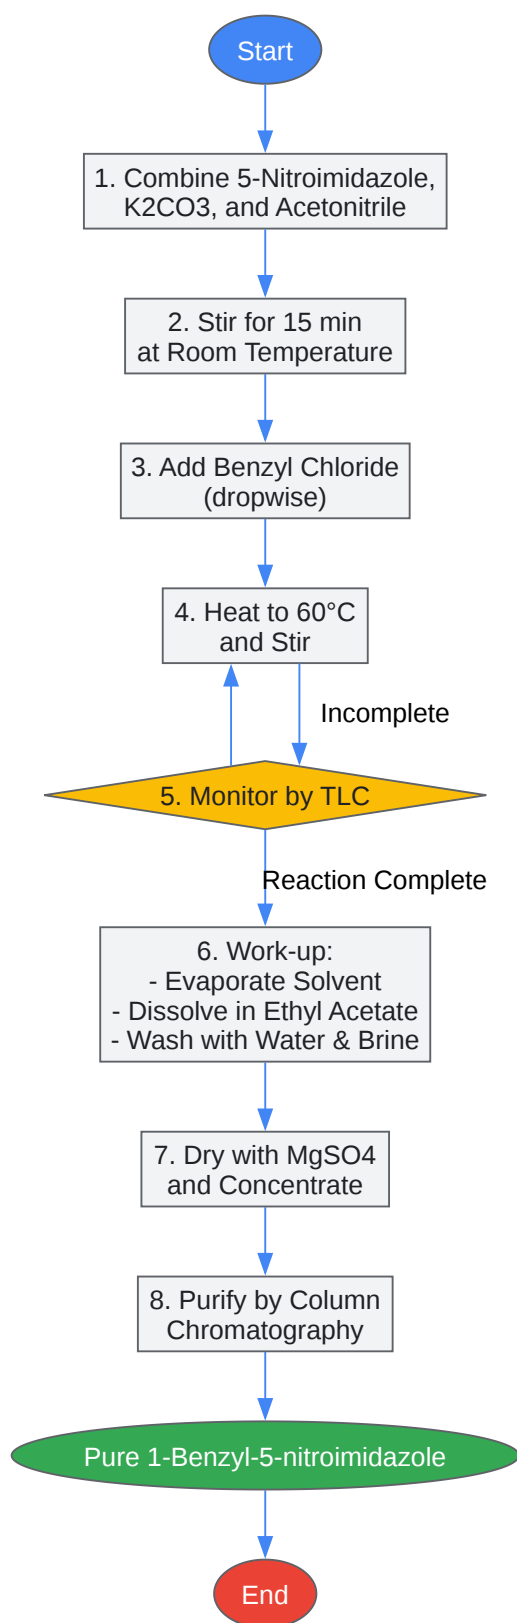 Start
1. Combine 5-Nitroimidazole,
K2CO3, and Acetonitrile
2. Stir for 15 min
at Room Temperature
3. Add Benzyl Chloride
(dropwise)
4. Heat to 60°C
and Stir
Incomplete
5. Monitor by TLC
Reaction Complete
6. Work-up:
- Evaporate Solvent
- Dissolve in Ethyl Acetate
- Wash with Water & Brine
7. Dry with MgSO4
and Concentrate
8. Purify by Column
Chromatography
Pure 1-Benzyl-5-nitroimidazole
End